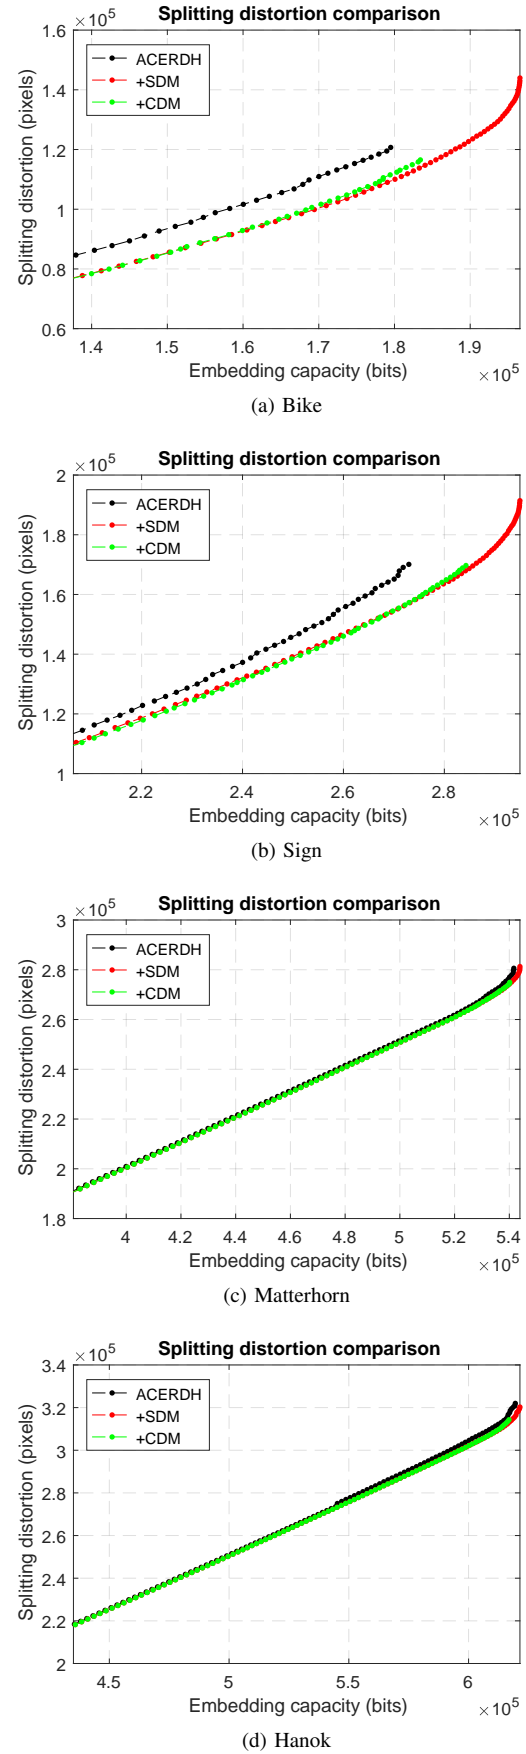 Splitting distortion comparison
×10^5
1.6
1.4
1.2
1
0.8
0.6
Splitting distortion (pixels)
ACERDH
+SDM
+CDM
1.4 1.5 1.6 1.7 1.8 1.9
Embedding capacity (bits) ×10^5
(a) Bike
Splitting distortion comparison
×10^5
2
1.8
1.6
1.4
1.2
1
Splitting distortion (pixels)
ACERDH
+SDM
+CDM
2.2 2.4 2.6 2.8
Embedding capacity (bits) ×10^5
(b) Sign
Splitting distortion comparison
×10^5
3
2.8
2.6
2.4
2.2
2
1.8
Splitting distortion (pixels)
ACERDH
+SDM
+CDM
4 4.2 4.4 4.6 4.8 5 5.2 5.4
Embedding capacity (bits) ×10^5
(c) Matterhorn
Splitting distortion comparison
×10^5
3.4
3.2
3
2.8
2.6
2.4
2.2
2
Splitting distortion (pixels)
ACERDH
+SDM
+CDM
4.5 5 5.5 6
Embedding capacity (bits) ×10^5
(d) Hanok